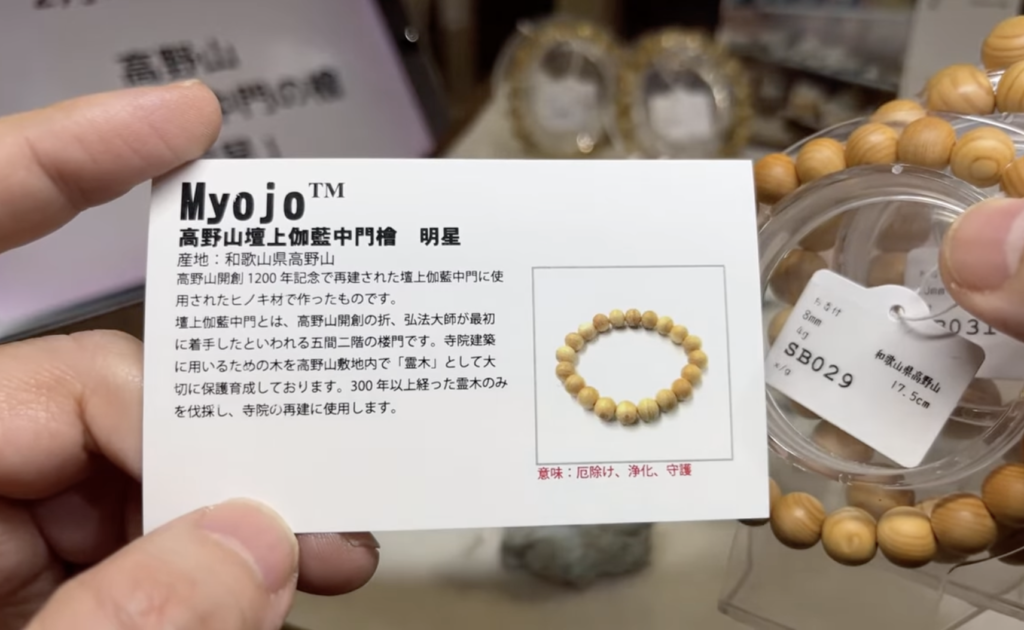 高野山
中門の檜
Myojo™
高野山壇上伽藍中門檜 明星
産地:和歌山県高野山
高野山開創 1200 年記念で再建された壇上伽藍中門に使
用されたヒノキ材で作ったものです。
壇上伽藍中門とは、高野山開創の折、弘法大師が最初
に着手したといわれる五間二階の楼門です。寺院建築
に用いるための木を高野山敷地内で「霊木」として大
切に保護育成しております。300 年以上経った霊木のみ
を伐採し、寺院の再建に使用します。
意味:厄除け、浄化、守護
8mm
SB029
和歌山県高野山
17.5cm
B031